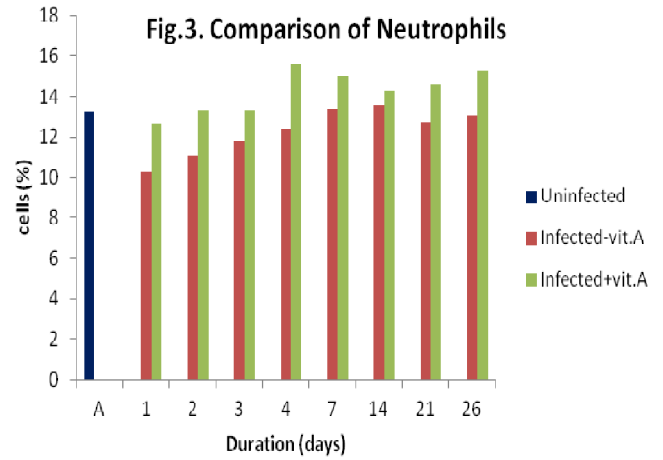 Fig.3. Comparison of Neutrophils
18
16
14
12
10
8
6
4
2
0
cells (%)
A 1 2 3 4 7 14 21 26
Duration (days)
Uninfected
Infected-vit.A
Infected+vit.A